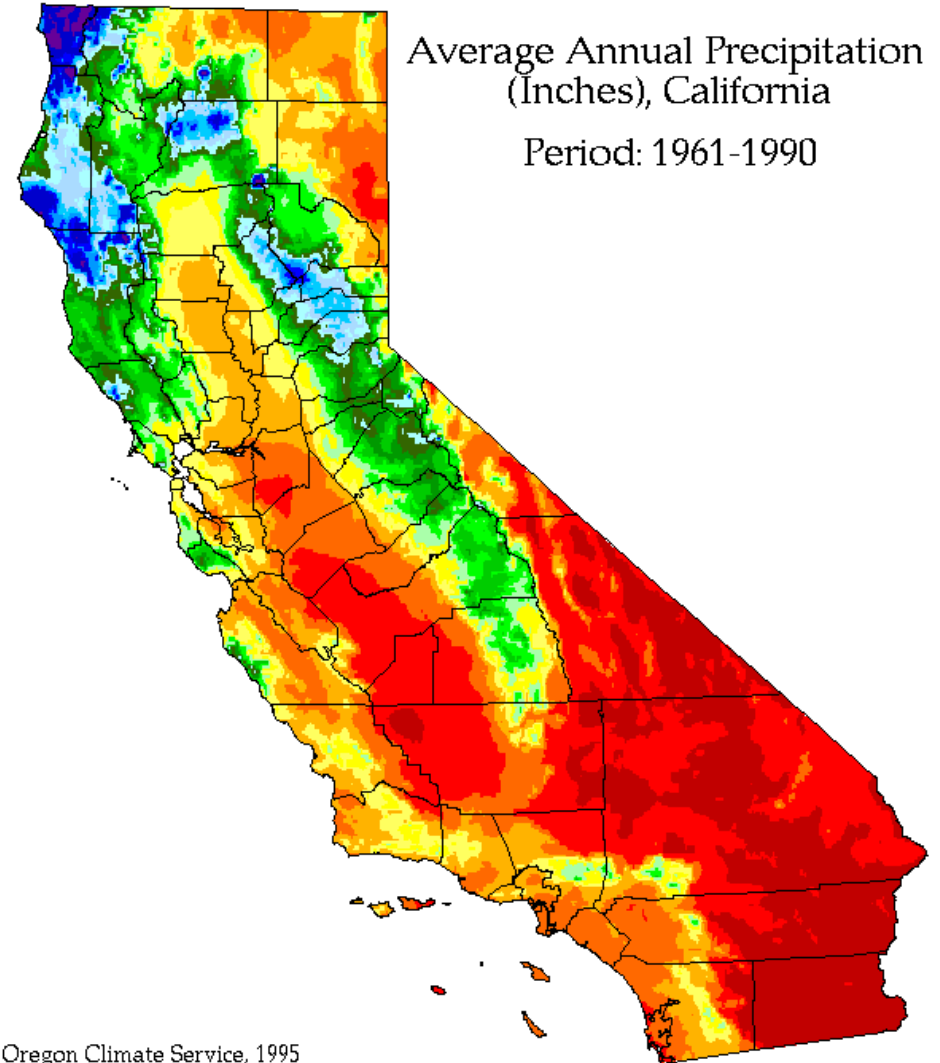 Average Annual Precipitation
(Inches), California
Period: 1961-1990
Oregon Climate Service, 1995